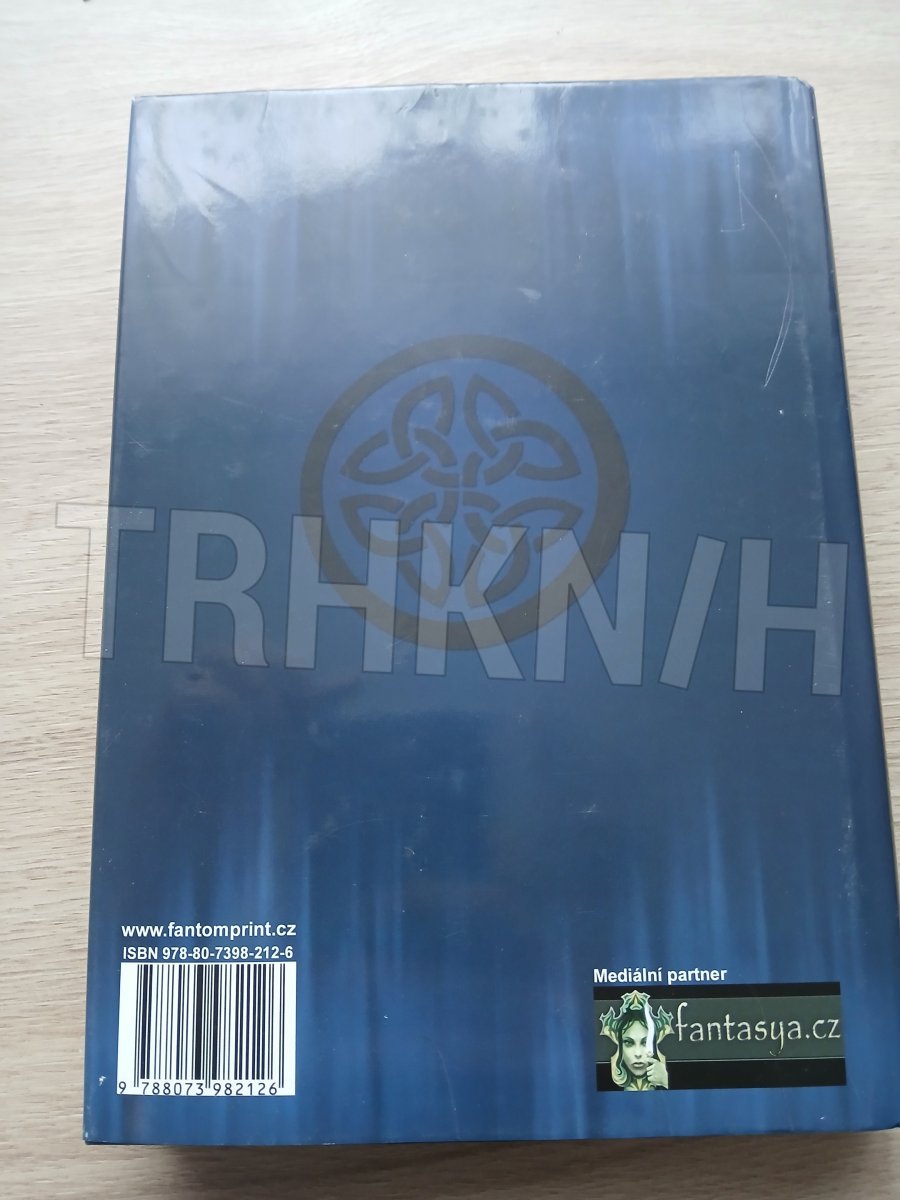 TRHKN/H
www.fantomprint.cz
ISBN 978-80-7398-212-6
9 788073 982126
Mediální partner
fantasya.cz